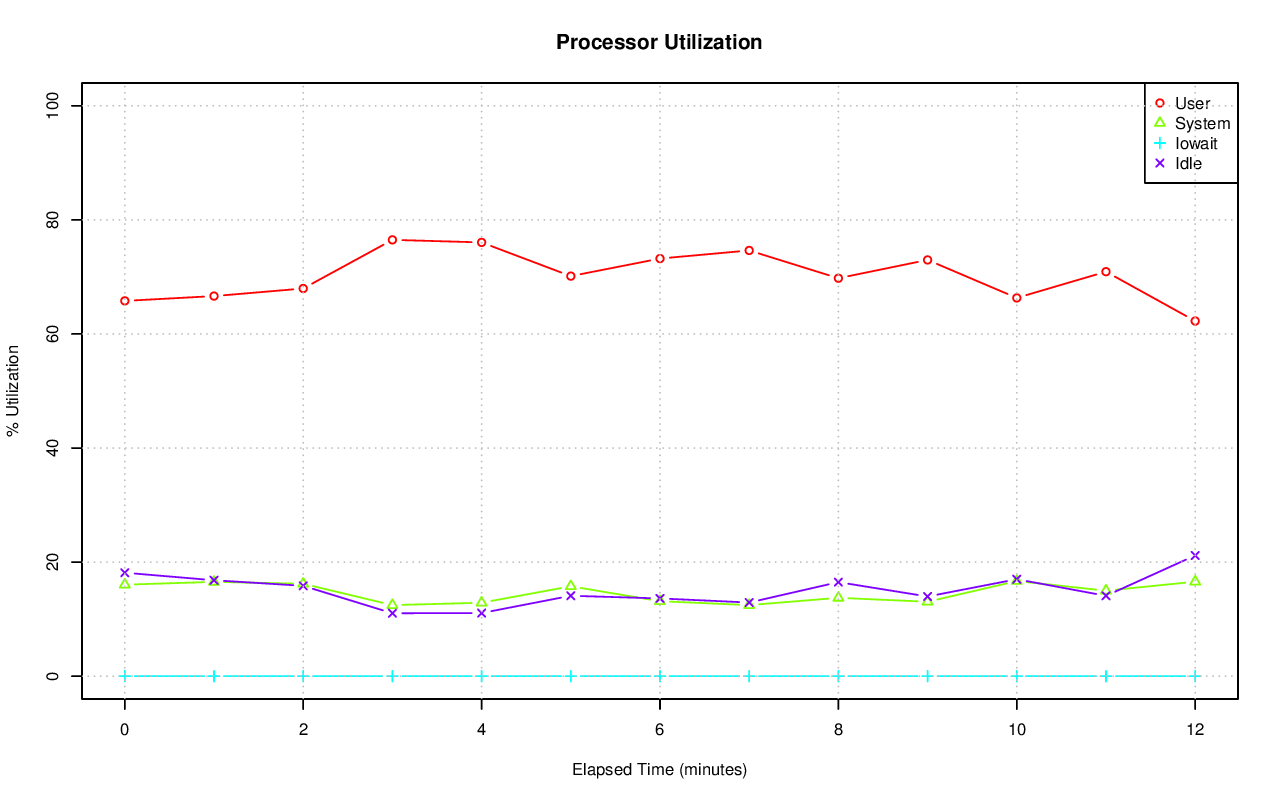 Processor Utilization
% Utilization
100
80
60
40
20
0
User
System
Iowait
Idle
0 2 4 6 8 10 12
Elapsed Time (minutes)